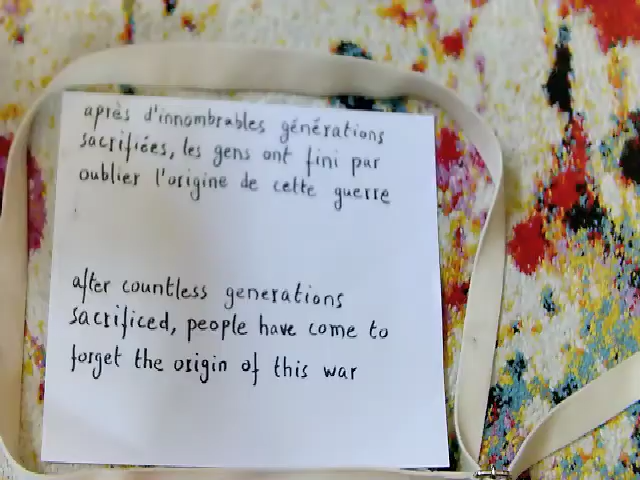 après d'innombrables générations
sacrifiées, les gens ont fini par
oublier l'origine de cette guerre
after countless generations
sacrificed, people have come to
forget the origin of this war